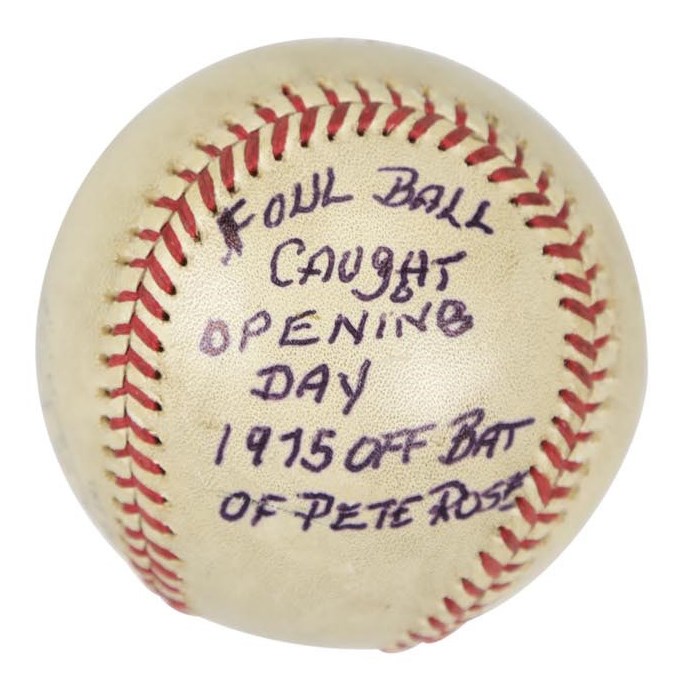 FOUL BALL
CAUGHT
OPENING
DAY
1975 OFF BAT
OF PETE ROSE